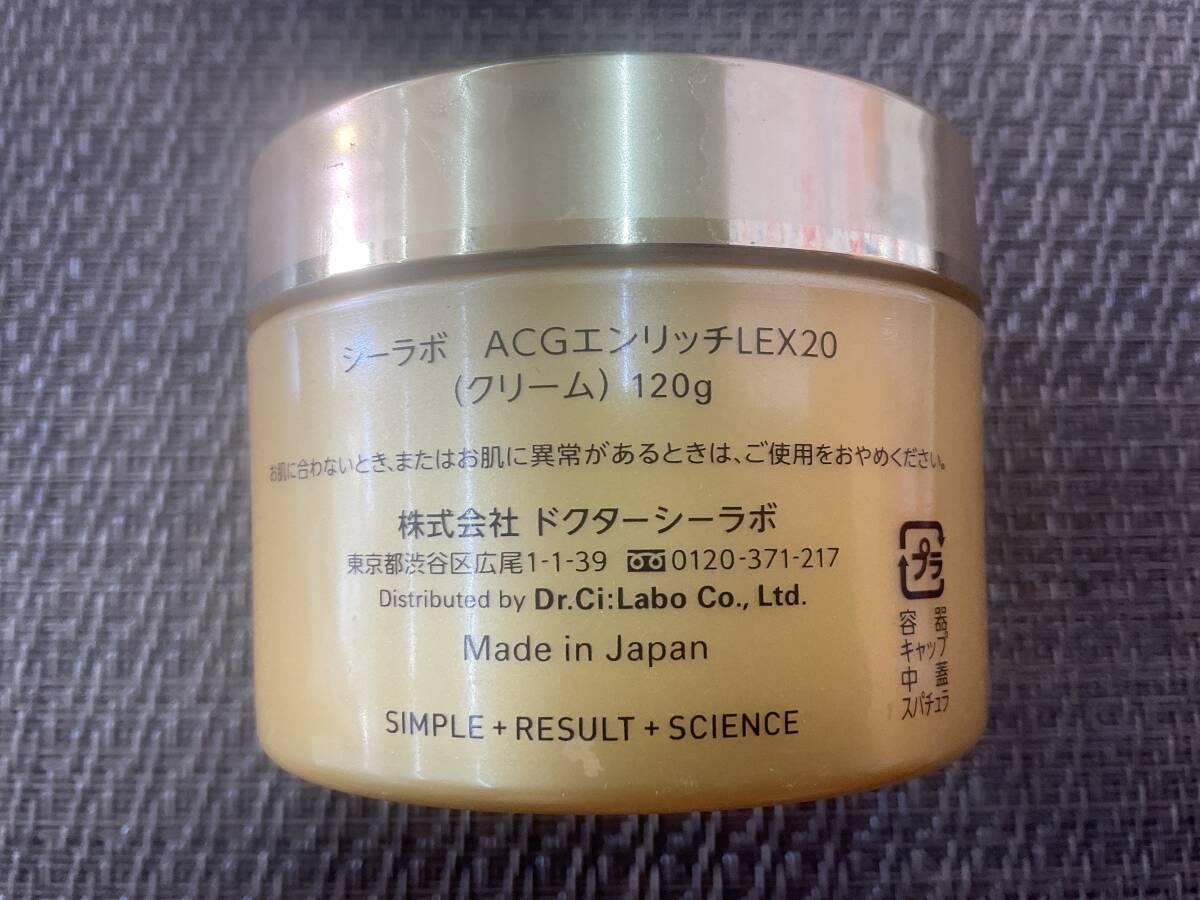 シーラボ　ACGエンリッチLEX20
(クリーム) 120g
お肌に合わないとき、またはお肌に異常があるときは、ご使用をおやめください。
株式会社 ドクターシーラボ
東京都渋谷区広尾1-1-39 0120-371-217
Distributed by Dr.Ci:Labo Co., Ltd.
Made in Japan
SIMPLE + RESULT + SCIENCE
プラ
容器
キャップ
中蓋
スパチュラ